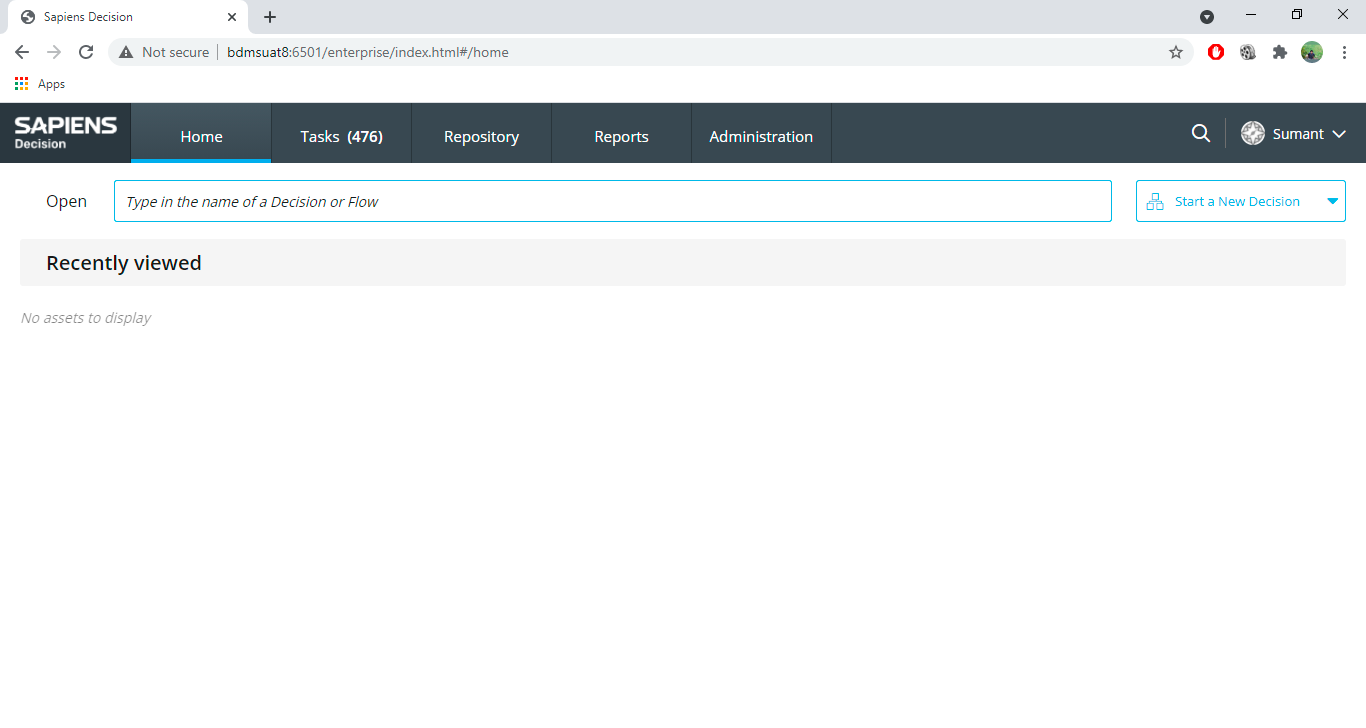 Sapiens Decision
Not secure bdmsuat8:6501/enterprise/index.html#/home
Apps
SAPIENS
Decision
Home Tasks (476) Repository Reports Administration Sumant
Open Type in the name of a Decision or Flow Start a New Decision
Recently viewed
No assets to display